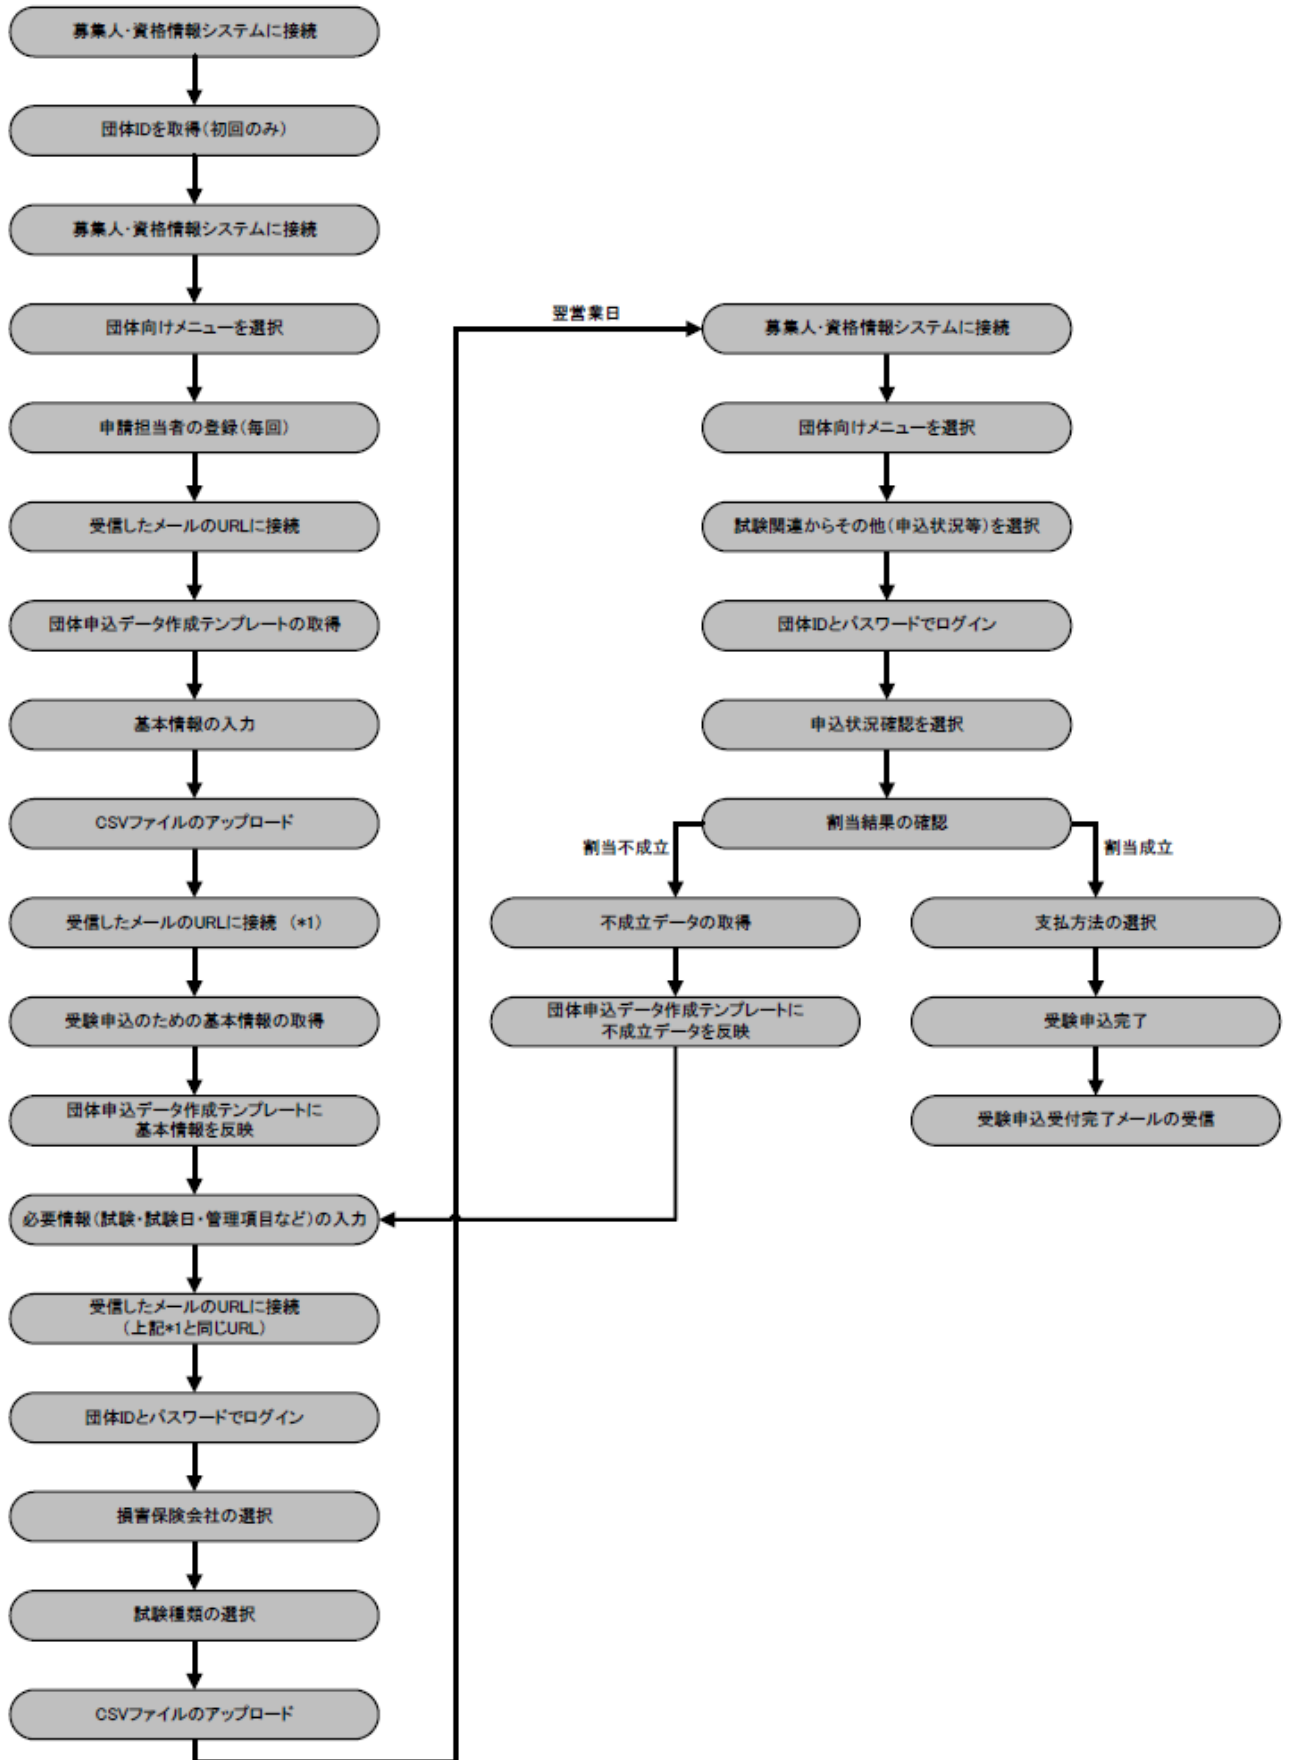 募集人・資格情報システムに接続
団体IDを取得（初回のみ）
募集人・資格情報システムに接続
団体向けメニューを選択
申請担当者の登録（毎回）
受信したメールのURLに接続
団体申込データ作成テンプレートの取得
基本情報の入力
CSVファイルのアップロード
受信したメールのURLに接続 （*1）
受験申込のための基本情報の取得
団体申込データ作成テンプレートに
基本情報を反映
必要情報（試験・試験日・管理項目など）の入力
受信したメールのURLに接続
（上記*1と同じURL）
団体IDとパスワードでログイン
損害保険会社の選択
試験種類の選択
CSVファイルのアップロード
翌営業日
募集人・資格情報システムに接続
団体向けメニューを選択
試験関連からその他（申込状況等）を選択
団体IDとパスワードでログイン
申込状況確認を選択
割当結果の確認
割当不成立
割当成立
不成立データの取得
団体申込データ作成テンプレートに
不成立データを反映
支払方法の選択
受験申込完了
受験申込受付完了メールの受信